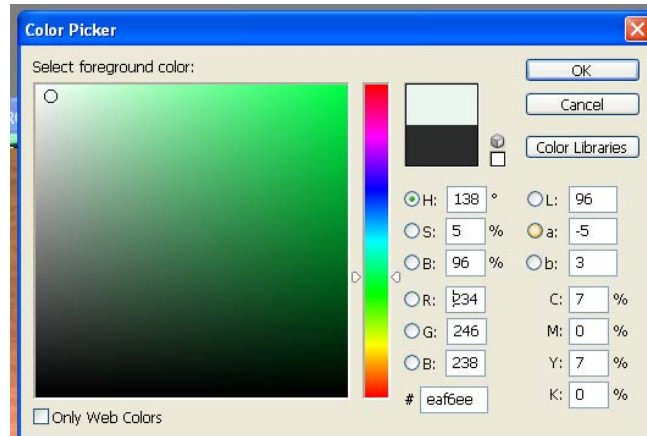 Color Picker
Select foreground color:
OK
Cancel
Color Libraries
H: 138 °
L: 96
S: 5 %
a: -5
B: 96 %
b: 3
R: 234
C: 7 %
G: 246
M: 0 %
B: 238
Y: 7 %
# eaf6ee
K: 0 %
Only Web Colors